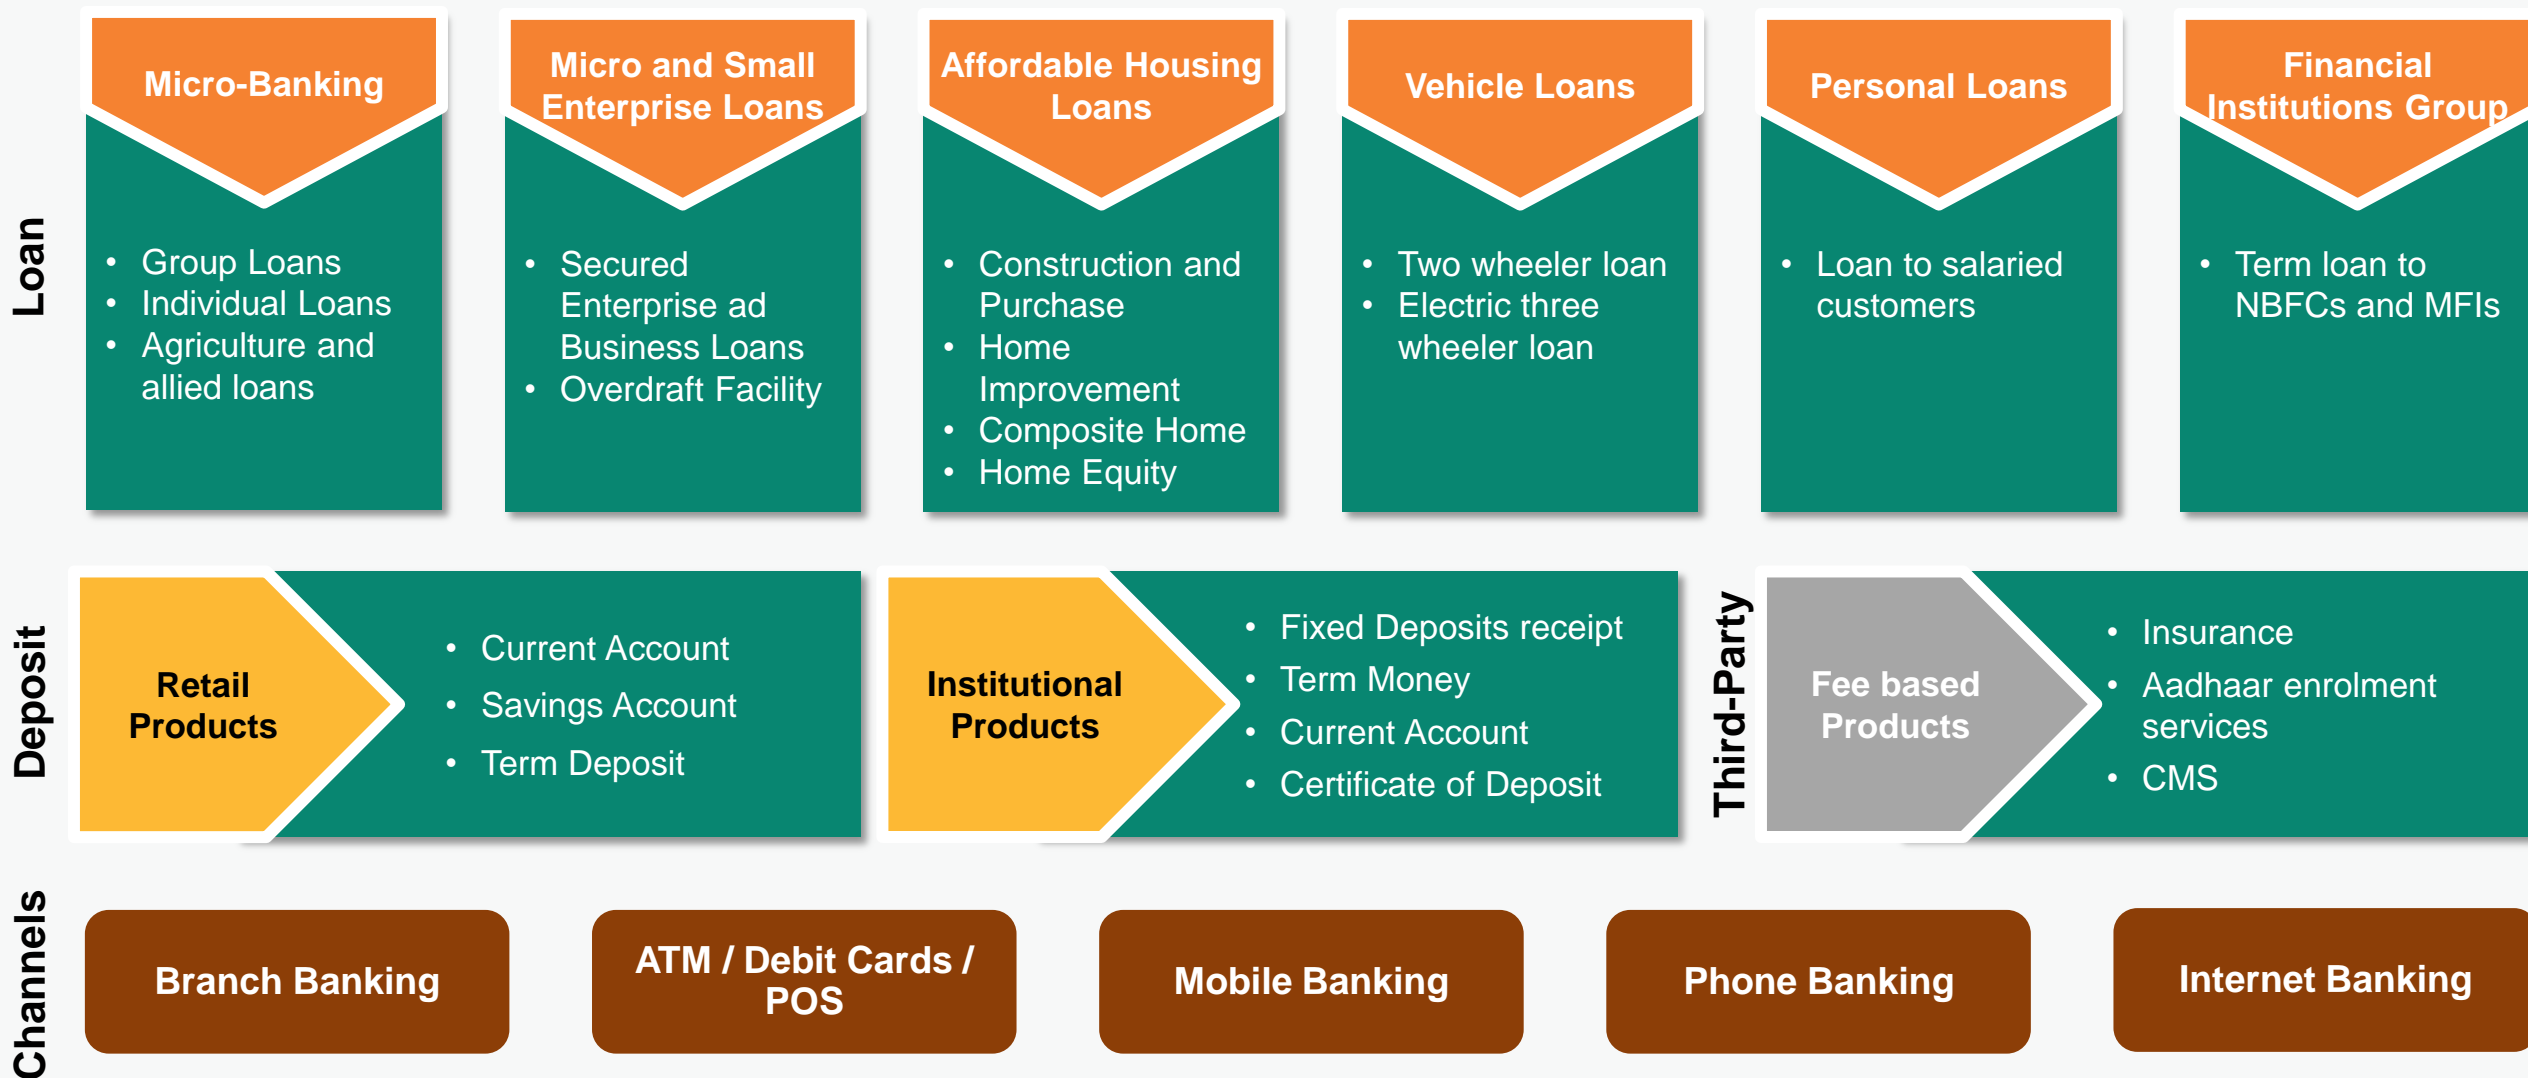 Loan
Micro-Banking
• Group Loans
• Individual Loans
• Agriculture and
allied loans
Micro and Small
Enterprise Loans
• Secured
Enterprise ad
Business Loans
• Overdraft Facility
Affordable Housing
Loans
• Construction and
Purchase
• Home
Improvement
• Composite Home
• Home Equity
Vehicle Loans
• Two wheeler loan
• Electric three
wheeler loan
Personal Loans
• Loan to salaried
customers
Financial
Institutions Group
• Term loan to
NBFCs and MFIs
Deposit
Retail
Products
• Current Account
• Savings Account
• Term Deposit
Institutional
Products
• Fixed Deposits receipt
• Term Money
• Current Account
• Certificate of Deposit
Third-Party
Fee based
Products
• Insurance
• Aadhaar enrolment
services
• CMS
Channels
Branch Banking
ATM / Debit Cards /
POS
Mobile Banking
Phone Banking
Internet Banking